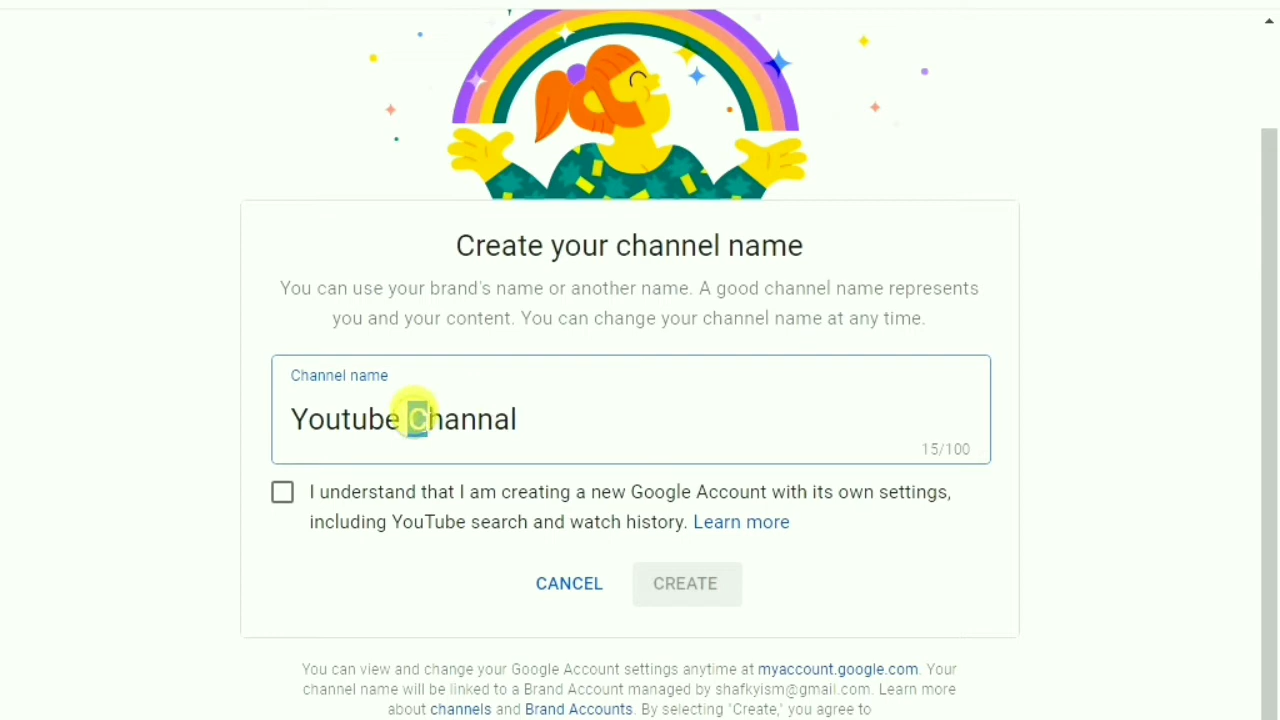 Create your channel name
You can use your brand's name or another name. A good channel name represents
you and your content. You can change your channel name at any time.
Channel name
Youtube Channal
15/100
I understand that I am creating a new Google Account with its own settings,
including YouTube search and watch history. Learn more
CANCEL
CREATE
You can view and change your Google Account settings anytime at myaccount.google.com. Your
channel name will be linked to a Brand Account managed by shafkyism@gmail.com. Learn more
about channels and Brand Accounts. By selecting "Create," you agree to